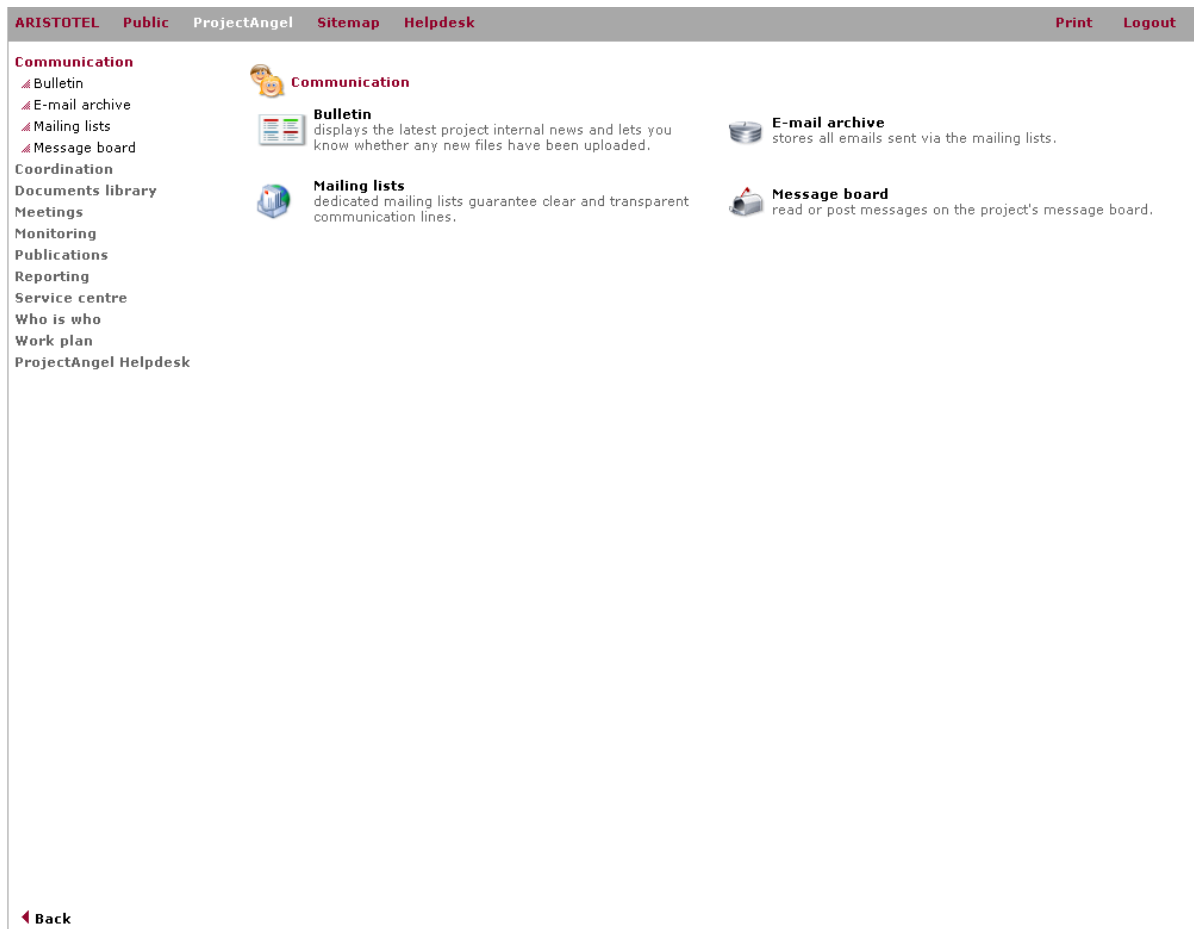 ARISTOTEL Public ProjectAngel Sitemap Helpdesk Print Logout
Communication
Bulletin
E-mail archive
Mailing lists
Message board
Coordination
Documents library
Meetings
Monitoring
Publications
Reporting
Service centre
Who is who
Work plan
ProjectAngel Helpdesk
Communication
Bulletin
displays the latest project internal news and lets you
know whether any new files have been uploaded.
E-mail archive
stores all emails sent via the mailing lists.
Mailing lists
dedicated mailing lists guarantee clear and transparent
communication lines.
Message board
read or post messages on the project's message board.
Back